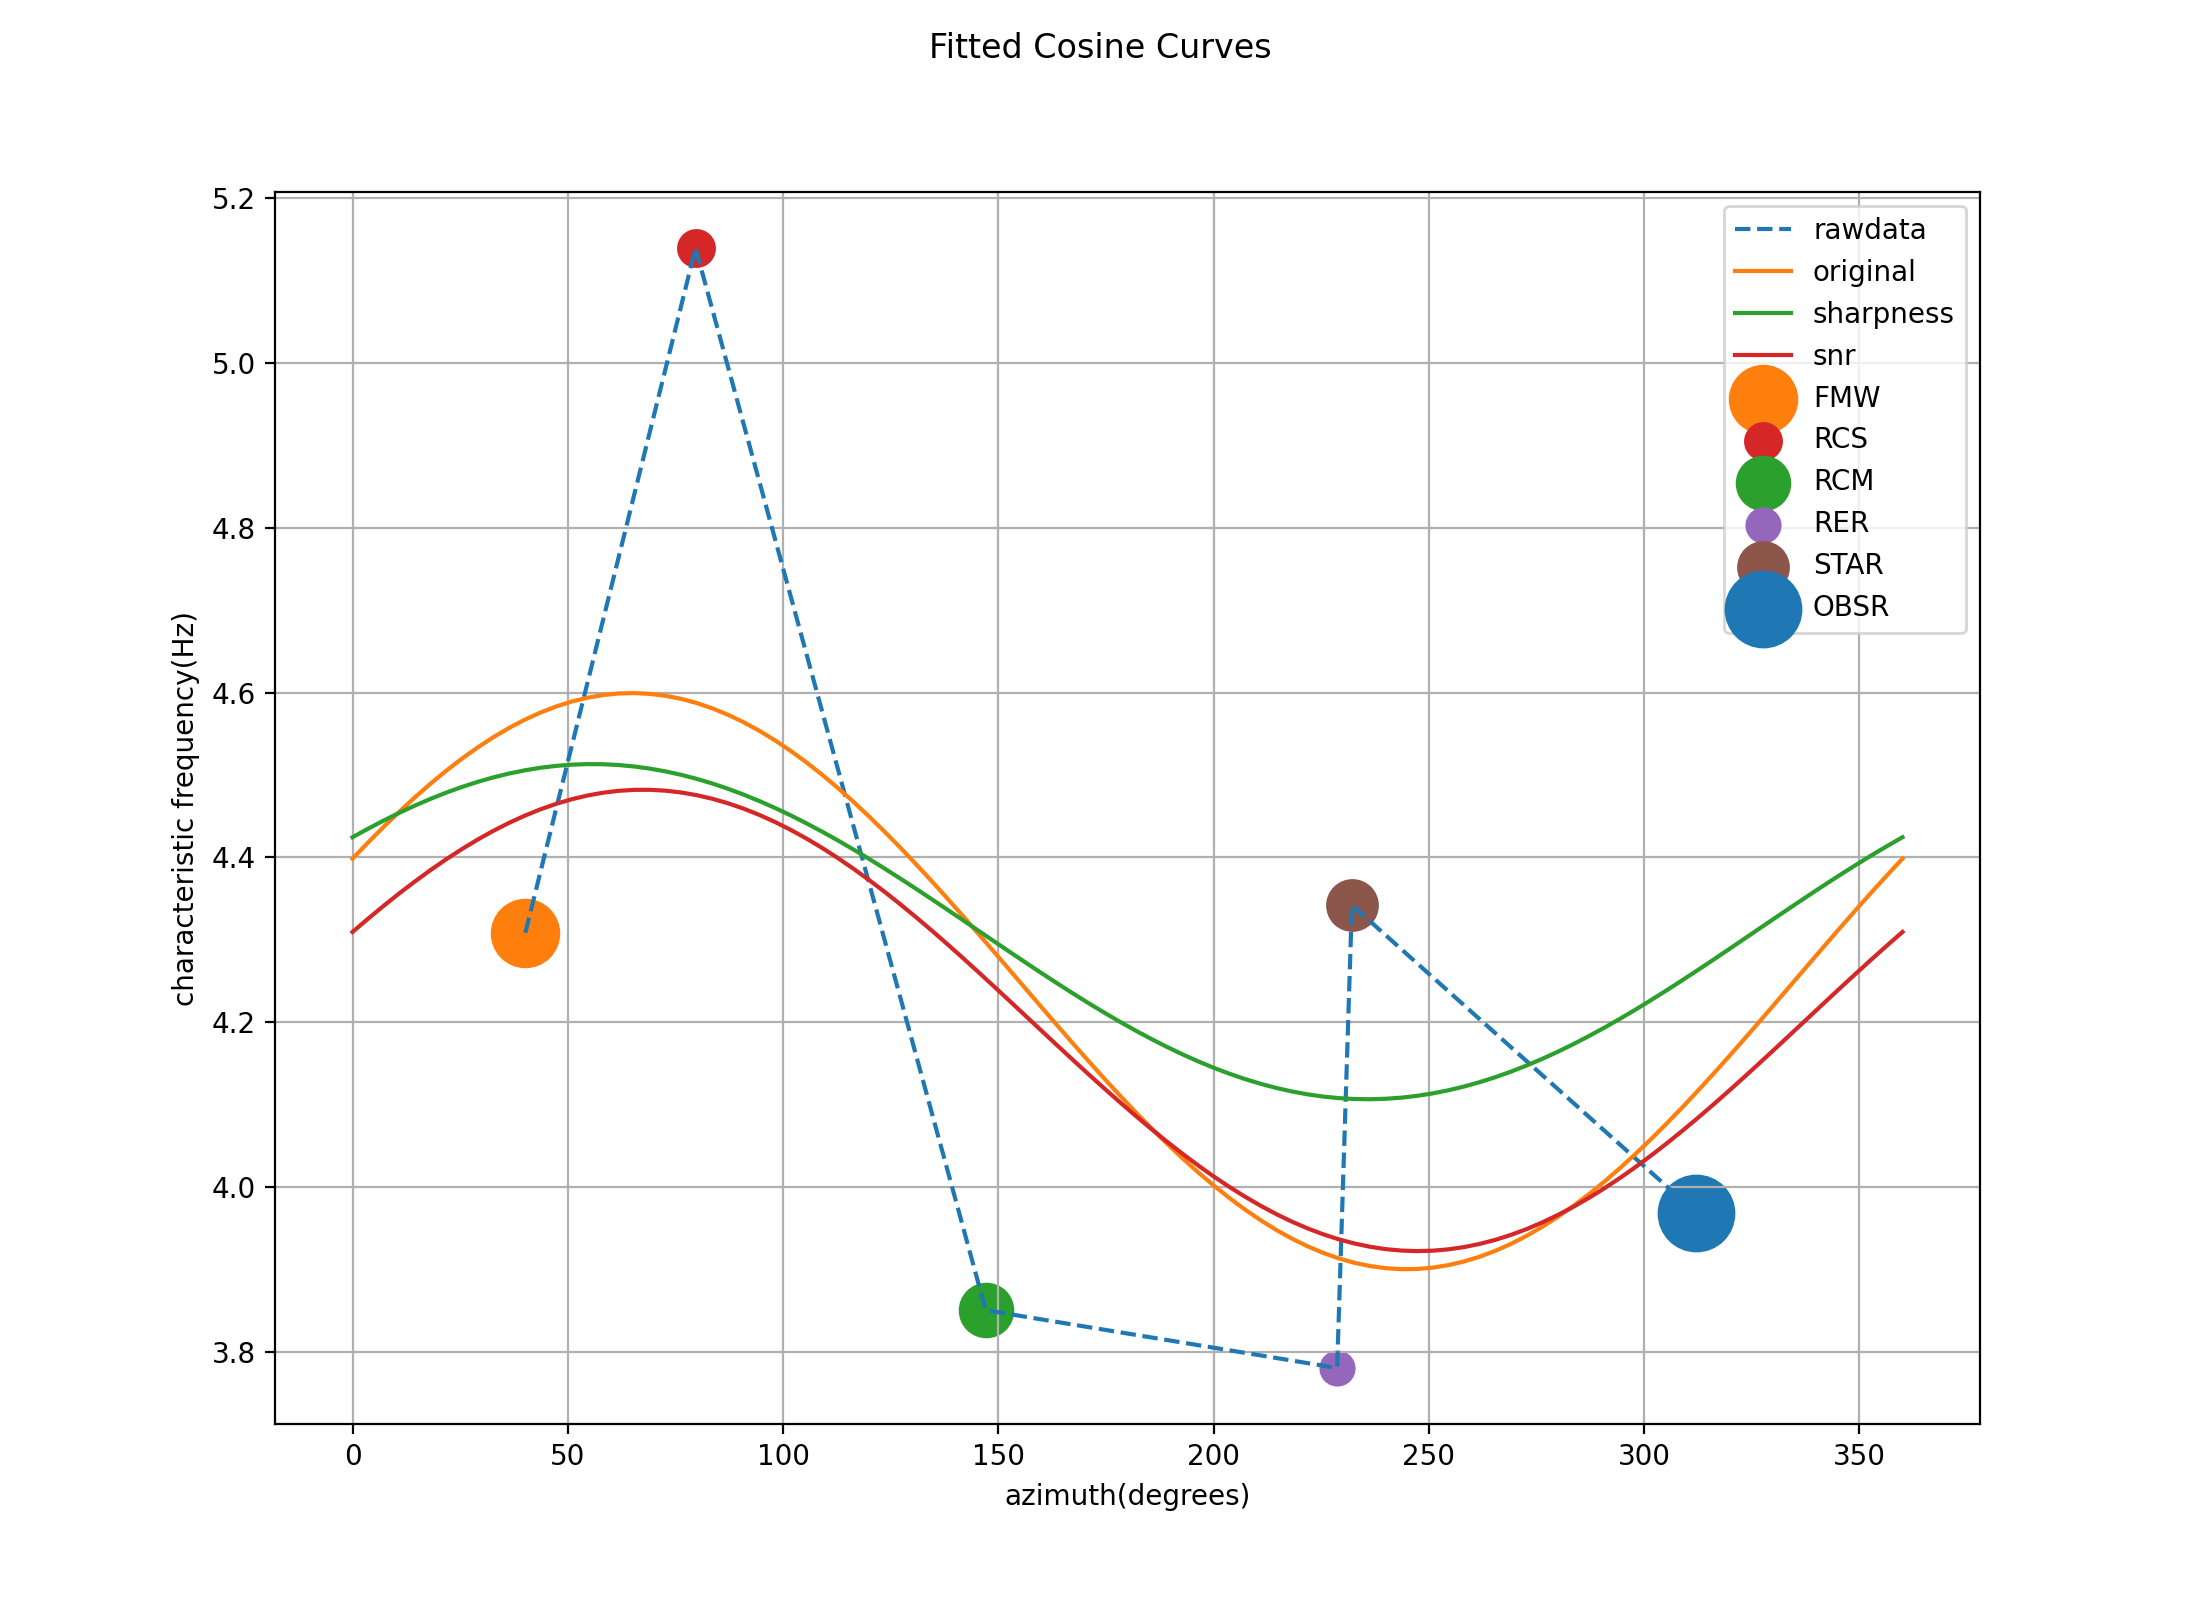 Fitted Cosine Curves
5.2
5.0
4.8
4.6
4.4
4.2
4.0
3.8
characteristic frequency(Hz)
rawdata
original
sharpness
snr
FMW
RCS
RCM
RER
STAR
OBSR
0 50 100 150 200 250 300 350
azimuth(degrees)